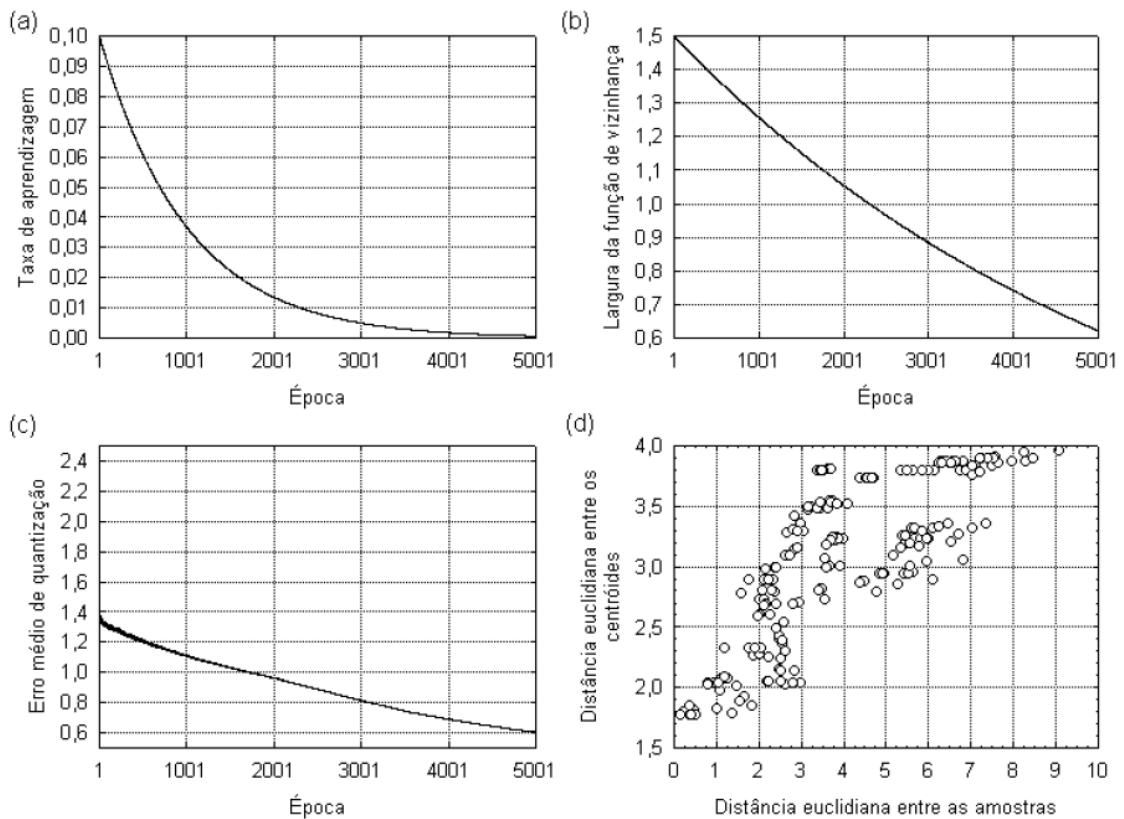 (a)
0,10
0,09
0,08
0,07
0,06
0,05
0,04
0,03
0,02
0,01
0,00
Taxa de aprendizagem
1 1001 2001 3001 4001 5001
Época
(b)
1,5
1,4
1,3
1,2
1,1
1,0
0,9
0,8
0,7
0,6
Largura da função de vizinhança
1 1001 2001 3001 4001 5001
Época
(c)
2,4
2,2
2,0
1,8
1,6
1,4
1,2
1,0
0,8
0,6
Erro médio de quantização
1 1001 2001 3001 4001 5001
Época
(d)
4,0
3,5
3,0
2,5
2,0
1,5
Distância euclidiana entre os
centróides
0 1 2 3 4 5 6 7 8 9 10
Distância euclidiana entre as amostras